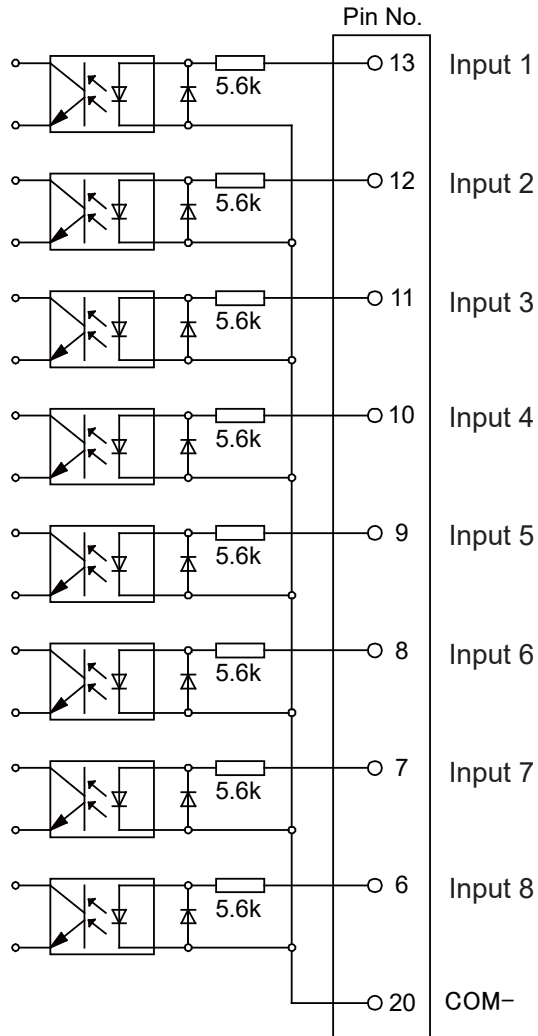 Pin No.
13 Input 1
5.6k
12 Input 2
5.6k
11 Input 3
5.6k
10 Input 4
5.6k
9 Input 5
5.6k
8 Input 6
5.6k
7 Input 7
5.6k
6 Input 8
5.6k
20 COM−